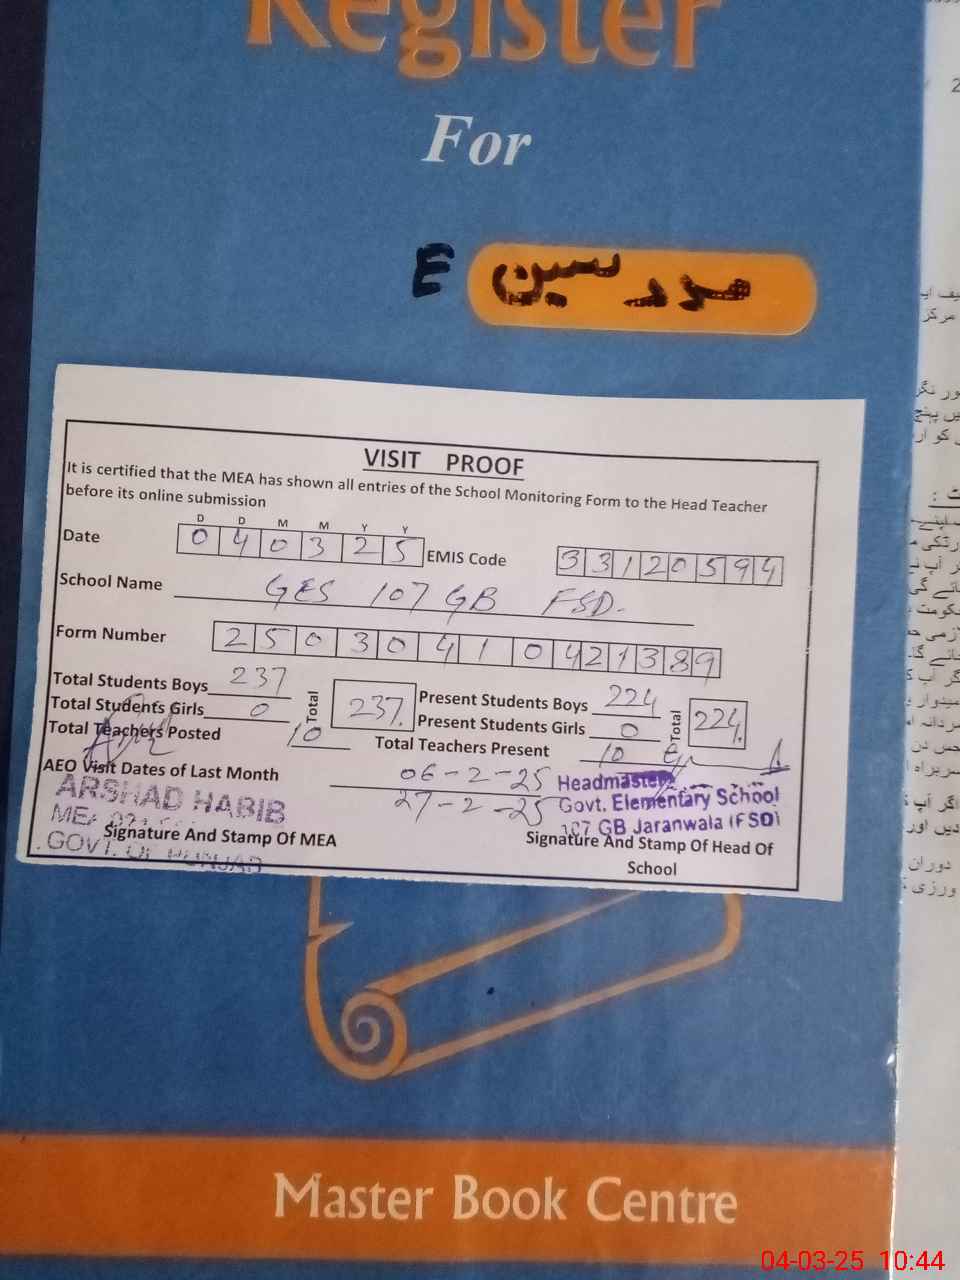 Register
For
E مدرسین
VISIT PROOF
It is certified that the MEA has shown all entries of the School Monitoring Form to the Head Teacher
before its online submission
D D M M Y Y
Date 0 4 0 3 2 5 EMIS Code 3 3 1 2 0 5 9 4
School Name GES 107 GB FSD.
Form Number 2 5 0 3 0 4 1 0 4 2 1 3 8 9
Total Students Boys 237 Total 237. Present Students Boys 224 Total 224.
Total Students Girls 0 Present Students Girls 0
Total Teachers Posted 10 Total Teachers Present 10
AEO Visit Dates of Last Month 06-2-25
27-2-25
ARSHAD HABIB
MEA
GOVT. OF PUNJAB
Signature And Stamp Of MEA
Headmaster
Govt. Elementary School
107 GB Jaranwala (FSD)
Signature And Stamp Of Head Of
School
Master Book Centre
04-03-25 10:44